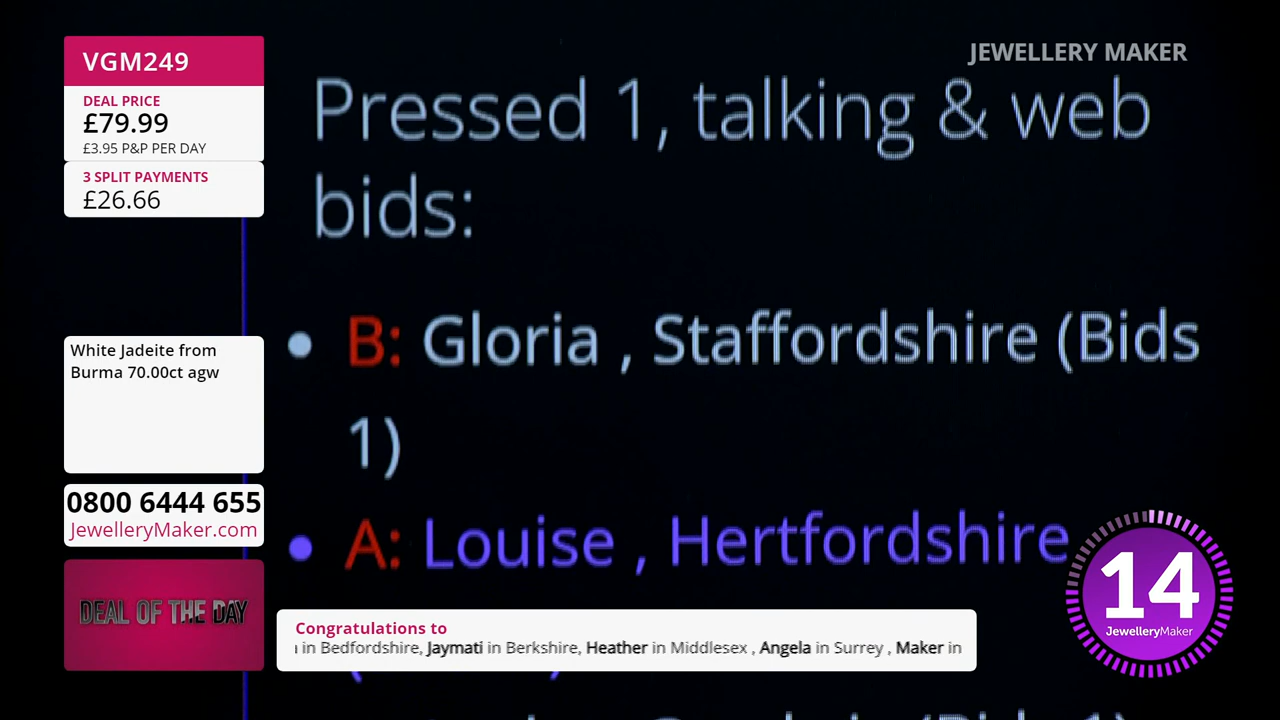 VGM249
DEAL PRICE
£79.99
£3.95 P&P PER DAY
3 SPLIT PAYMENTS
£26.66
White Jadeite from
Burma 70.00ct agw
0800 6444 655
JewelleryMaker.com
DEAL OF THE DAY
JEWELLERY MAKER
Pressed 1, talking & web
bids:
• B: Gloria , Staffordshire (Bids
1)
• A: Louise , Hertfordshire
14
JewelleryMaker
Congratulations to
in Bedfordshire, Jaymati in Berkshire, Heather in Middlesex , Angela in Surrey , Maker in